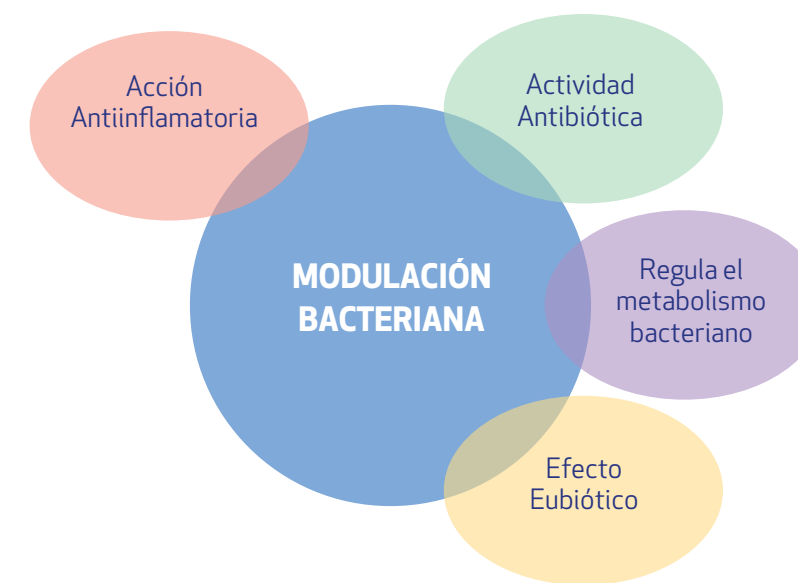 Acción
Antiinflamatoria
Actividad
Antibiótica
MODULACIÓN
BACTERIANA
Regula el
metabolismo
bacteriano
Efecto
Eubiótico